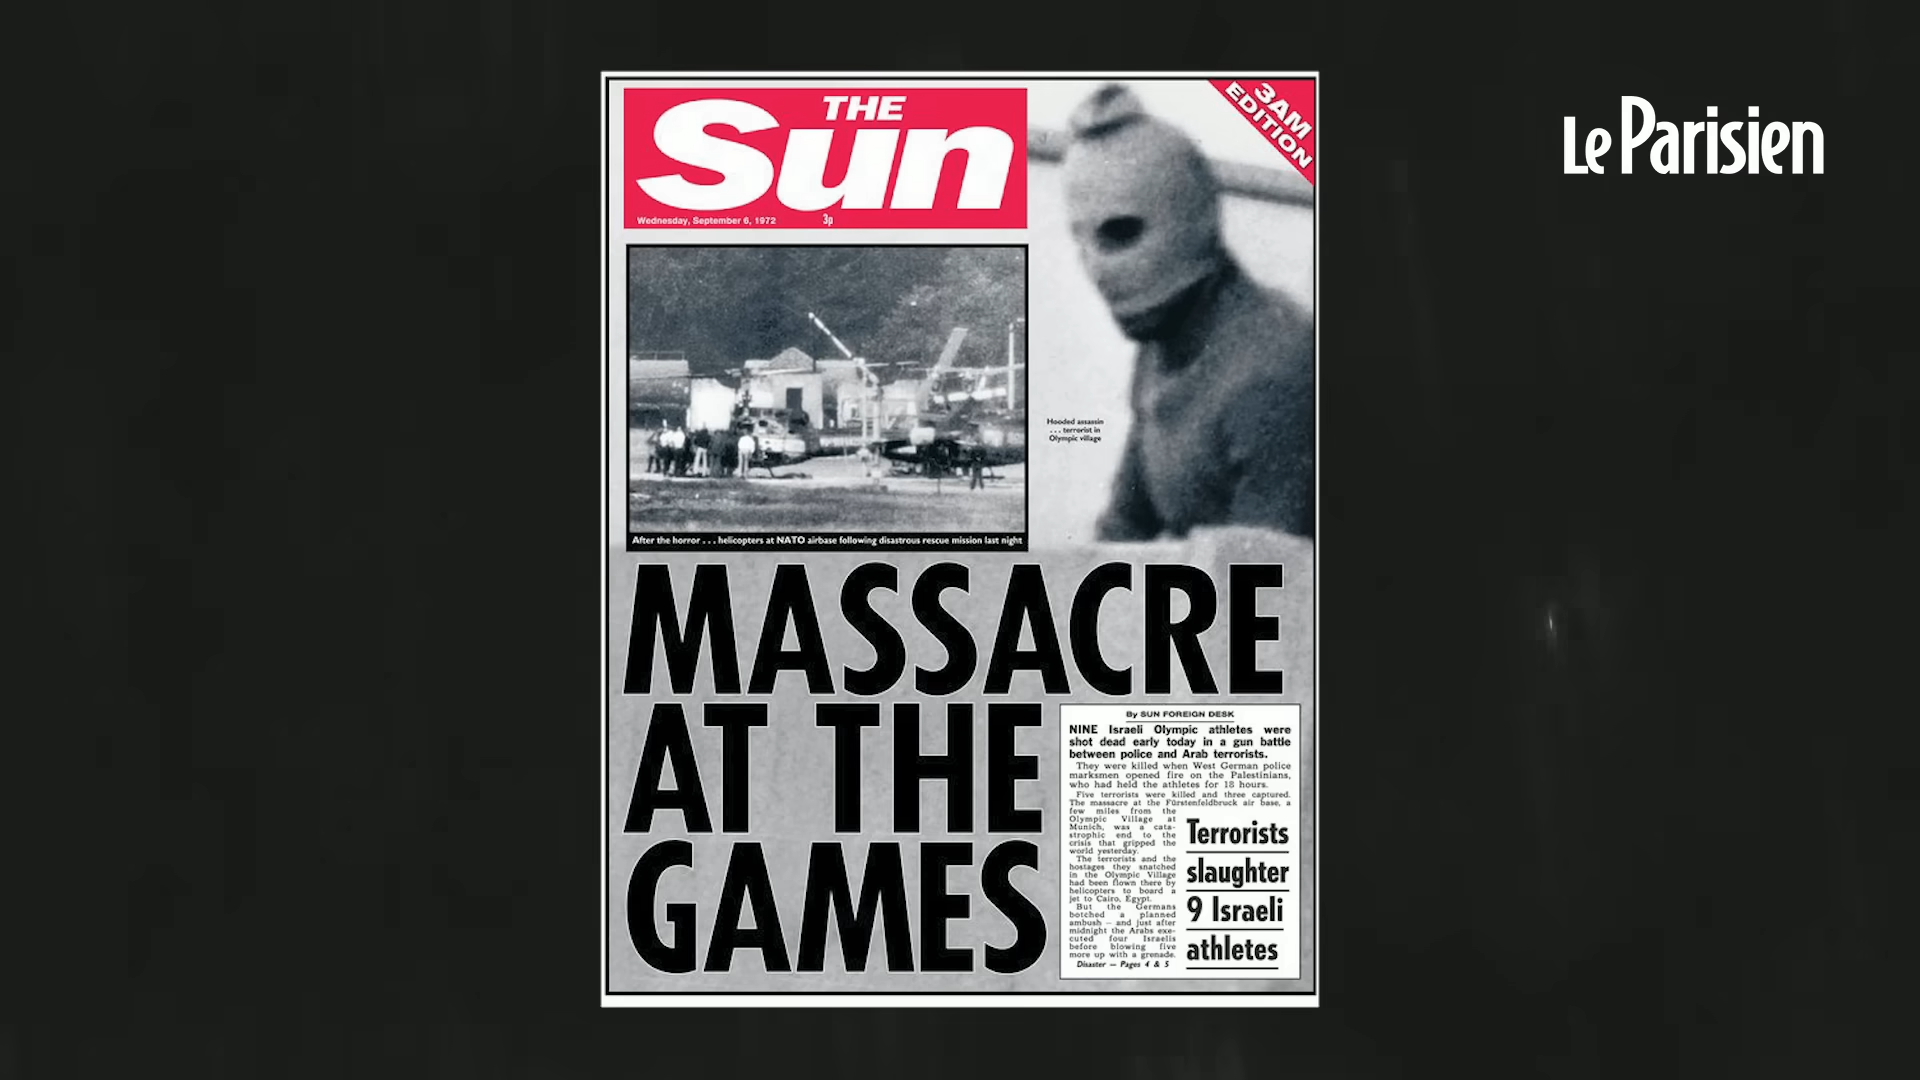 Le Parisien
THE
Sun
Wednesday, September 6, 1972 3p
3AM
EDITION
Hooded assassin
. . . terrorist in
Olympic village
After the horror . . . helicopters at NATO airbase following disastrous rescue mission last night
MASSACRE
AT THE
GAMES
By SUN FOREIGN DESK
NINE Israeli Olympic athletes were
shot dead early today in a gun battle
between police and Arab terrorists.
They were killed when West German police
marksmen opened fire on the Palestinians,
who had held the athletes for 18 hours.
Five terrorists were killed and three captured.
The massacre at the Fürstenfeldbruck air base, a
few miles from the
Olympic Village at
Munich, was a cata-
strophic end to the
crisis that gripped the
world yesterday.
The terrorists and the
hostages they snatched
in the Olympic Village
had been flown there by
helicopters to board a
jet to Cairo, Egypt.
But the Germans
botched a planned
ambush — and just after
midnight the Arabs exe-
cuted four Israelis
before blowing five
more up with a grenade.
Disaster — Pages 4 & 5
Terrorists
slaughter
9 Israeli
athletes